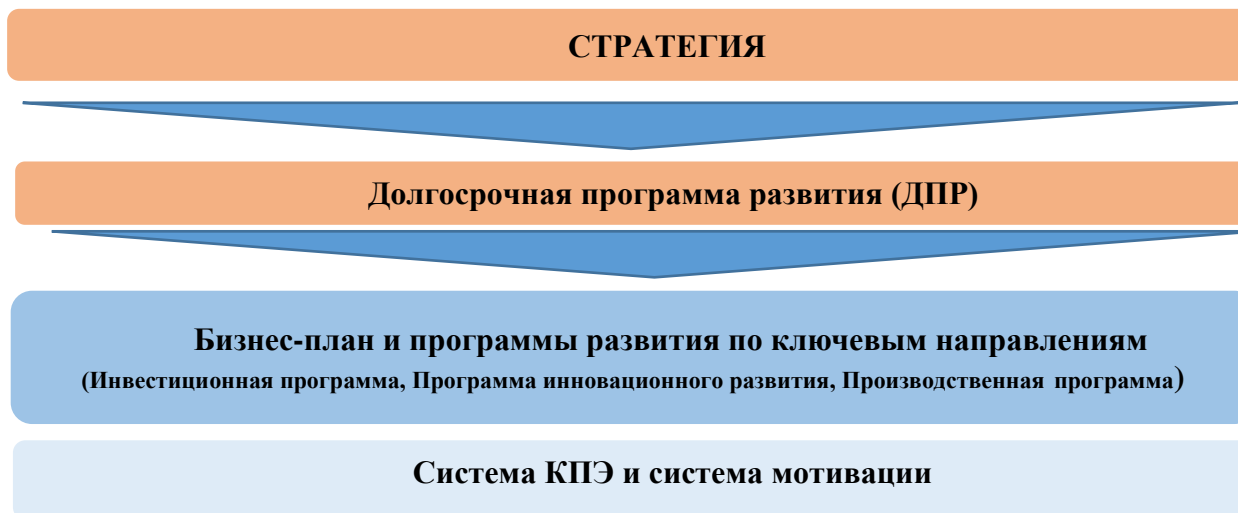 СТРАТЕГИЯ
Долгосрочная программа развития (ДПР)
Бизнес-план и программы развития по ключевым направлениям
(Инвестиционная программа, Программа инновационного развития, Производственная программа)
Система КПЭ и система мотивации